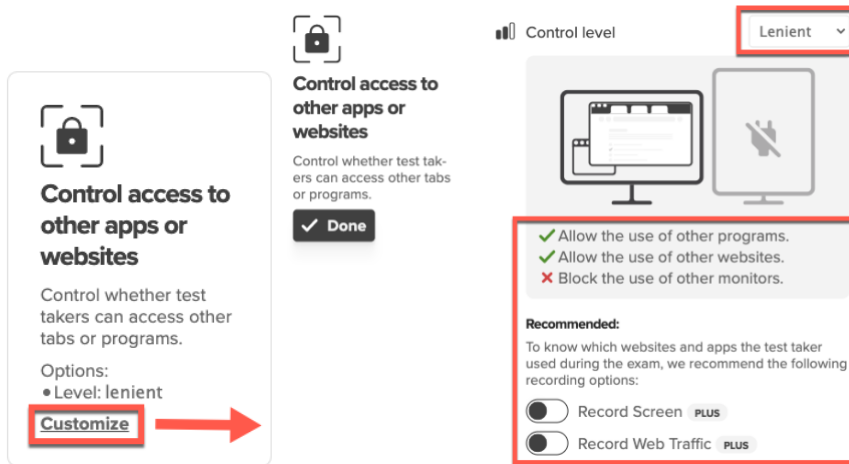 Control access to
other apps or
websites
Control whether test
takers can access other
tabs or programs.
Options:
• Level: lenient
Customize
Control access to
other apps or
websites
Control whether test tak-
ers can access other tabs
or programs.
Done
Control level
Lenient
Allow the use of other programs.
Allow the use of other websites.
Block the use of other monitors.
Recommended:
To know which websites and apps the test taker
used during the exam, we recommend the following
recording options:
Record Screen PLUS
Record Web Traffic PLUS